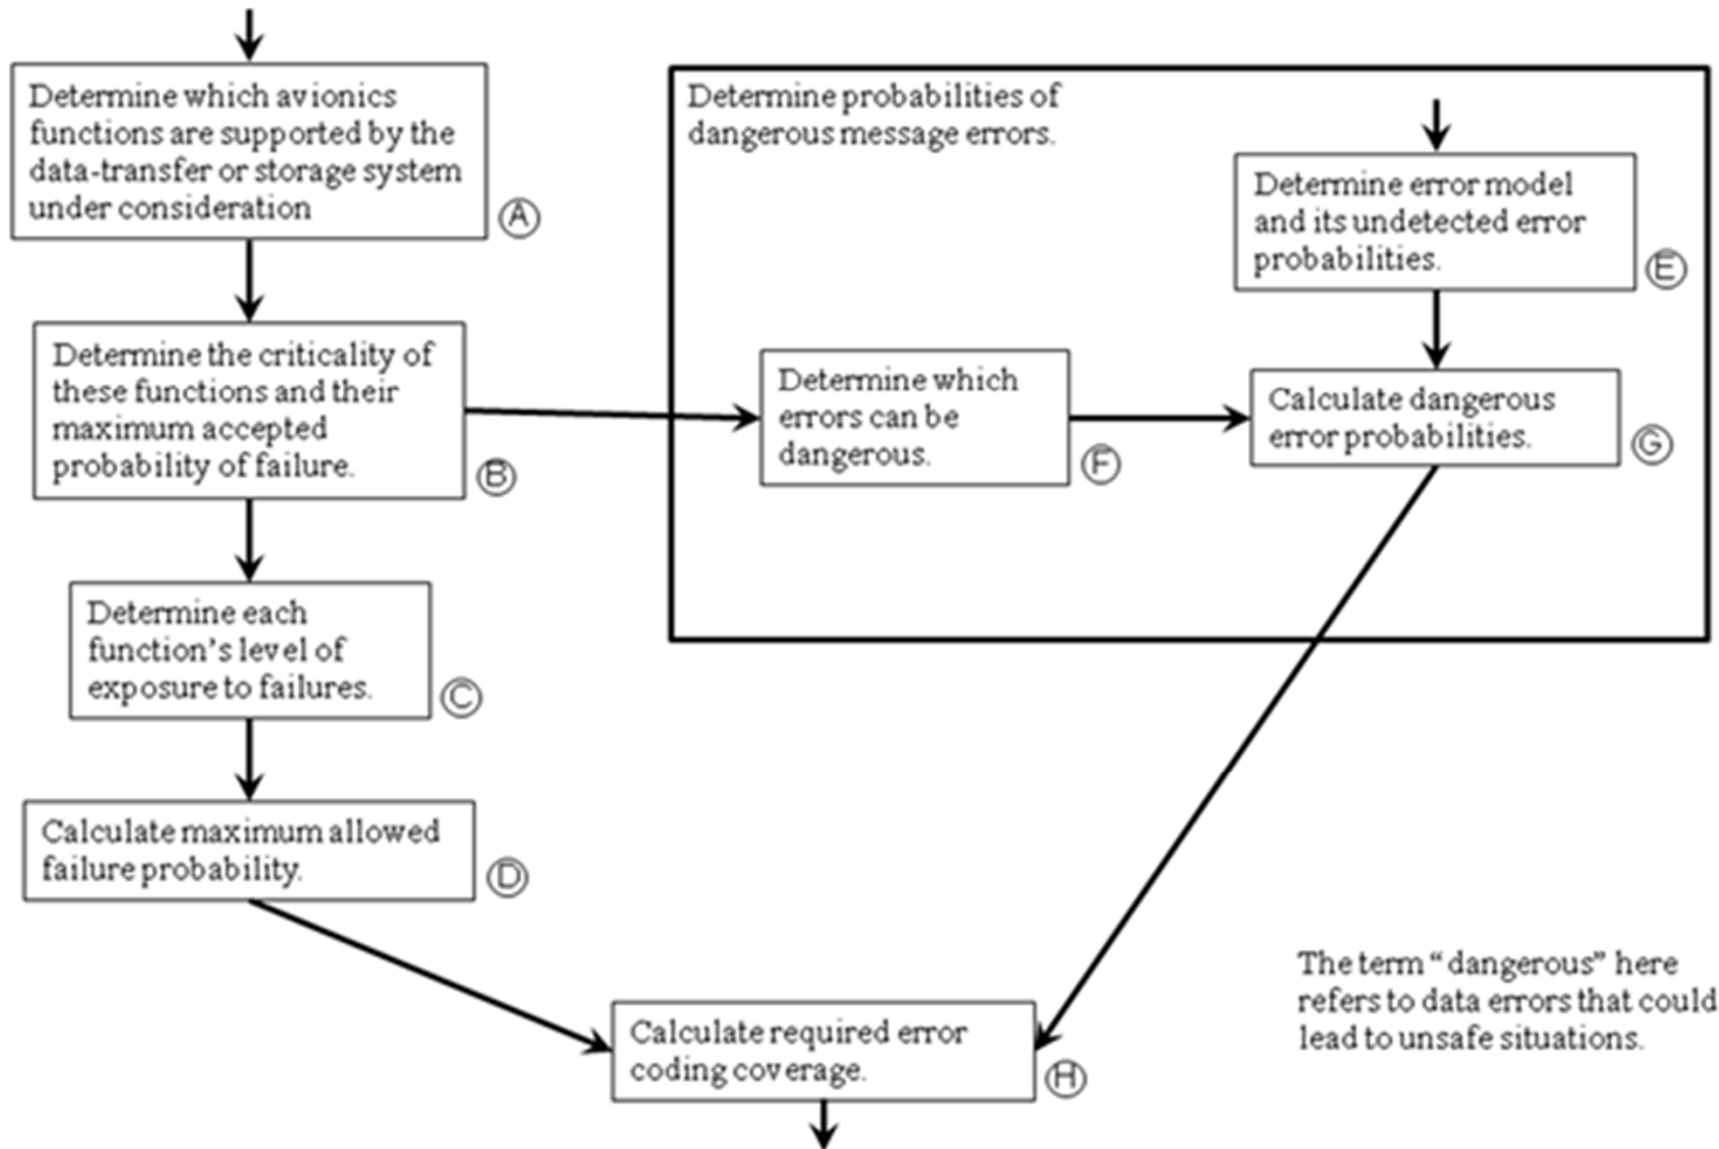 Determine which avionics
functions are supported by the
data-transfer or storage system
under consideration
A
Determine the criticality of
these functions and their
maximum accepted
probability of failure.
B
Determine each
function's level of
exposure to failures.
C
Calculate maximum allowed
failure probability.
D
Determine probabilities of
dangerous message errors.
Determine error model
and its undetected error
probabilities.
E
Determine which
errors can be
dangerous.
F
Calculate dangerous
error probabilities.
G
Calculate required error
coding coverage.
H
The term “dangerous” here
refers to data errors that could
lead to unsafe situations.